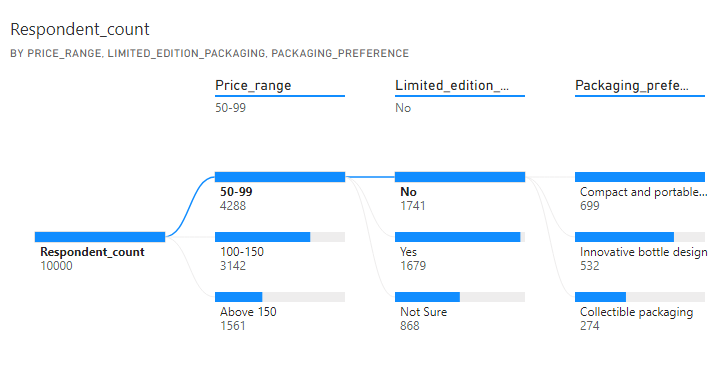 Respondent_count
BY PRICE_RANGE, LIMITED_EDITION_PACKAGING, PACKAGING_PREFERENCE
Price_range
Limited_edition_...
Packaging_prefe...
50-99
No
50-99
4288
No
1741
Compact and portable...
699
Respondent_count
10000
100-150
3142
Yes
1679
Innovative bottle design
532
Above 150
1561
Not Sure
868
Collectible packaging
274